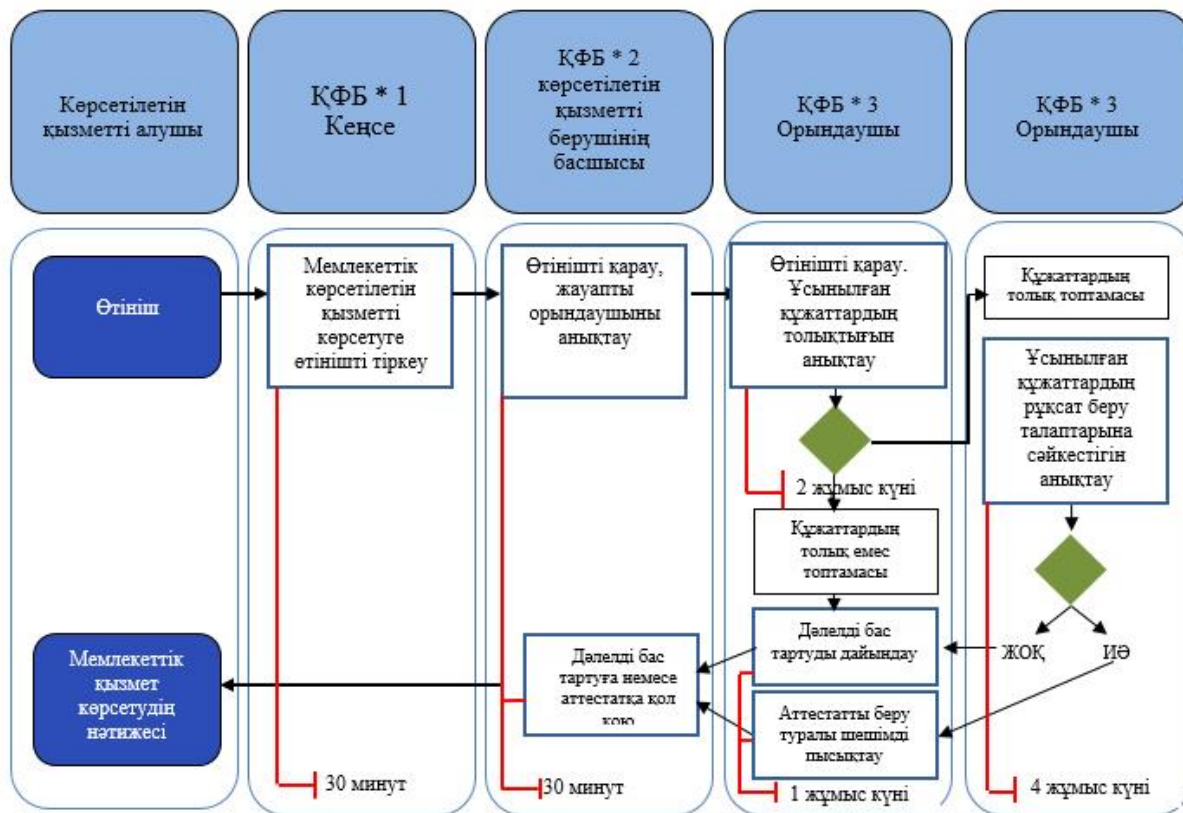 Көрсетілетін
қызметті алушы
ҚФБ * 1
Кеңсе
ҚФБ * 2
көрсетілетін
қызметті
берушінің
басшысы
ҚФБ * 3
Орындаушы
ҚФБ * 3
Орындаушы
Өтініш
Мемлекеттік
көрсетілетін
қызметті
көрсетуге
өтінішті тіркеу
Өтінішті қарау,
жауапты
орындаушыны
анықтау
Өтінішті қарау.
Ұсынылған
құжаттардың
толықтығын
анықтау
Құжаттардың
толық топтамасы
Ұсынылған
құжаттардың
рұқсат беру
талаптарына
сәйкестігін
анықтау
2 жұмыс күні
Құжаттардың
толық емес
топтамасы
Мемлекеттік
қызмет
көрсетудің
нәтижесі
Дәлелді бас
тартуға немесе
аттестатқа қол
қою
Дәлелді бас
тартуды дайындау
ЖОҚ
ИӘ
Аттестатты беру
туралы шешімді
пысықтау
30 минут
30 минут
1 жұмыс күні
4 жұмыс күні